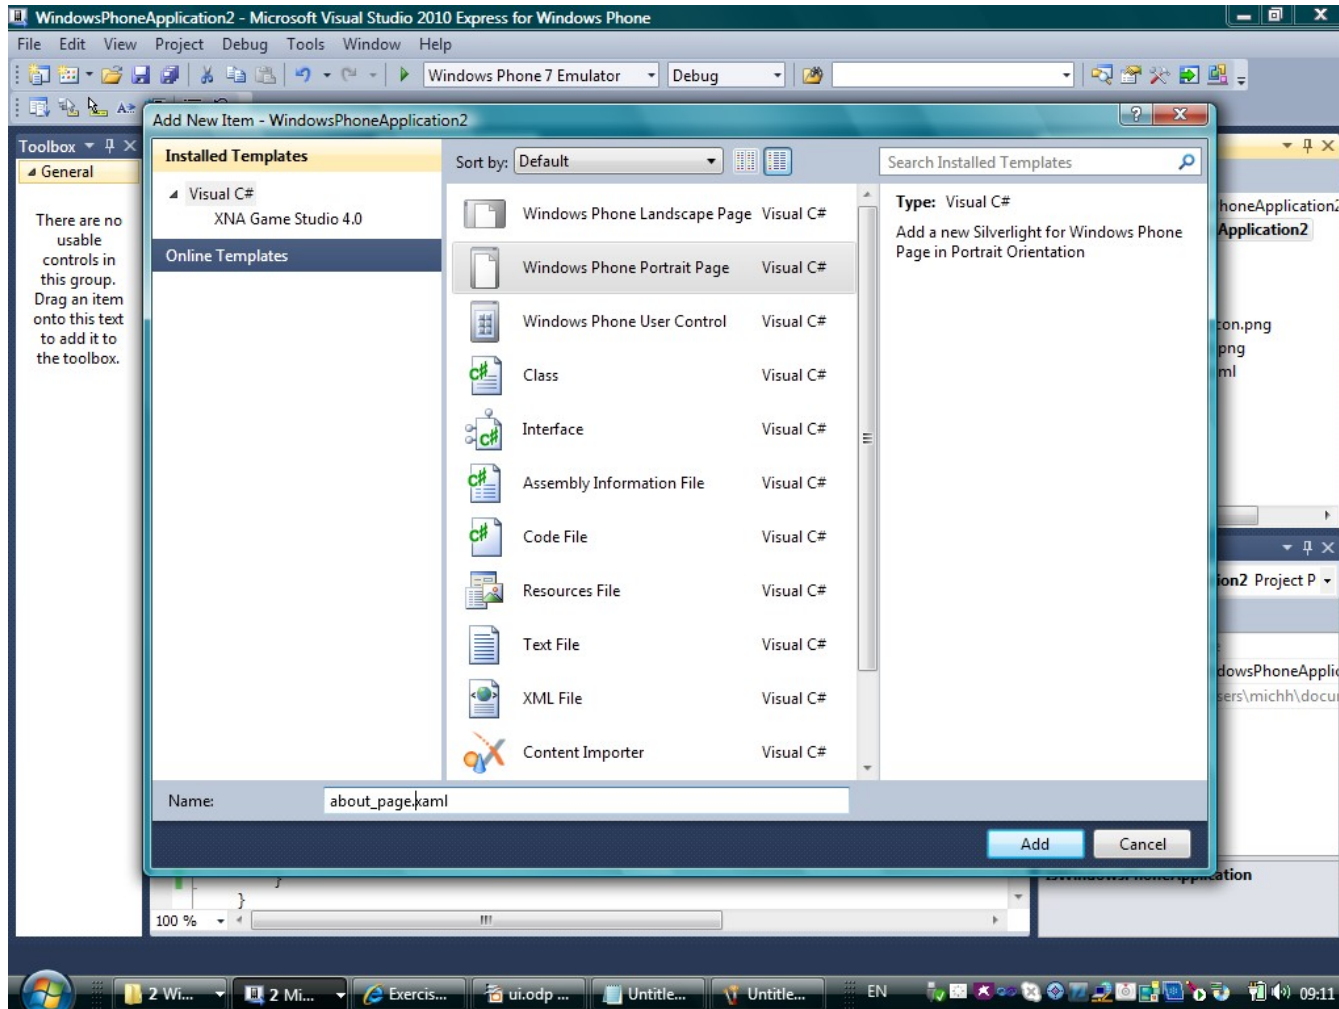 WindowsPhoneApplication2 - Microsoft Visual Studio 2010 Express for Windows Phone
File Edit View Project Debug Tools Window Help
Windows Phone 7 Emulator Debug
Add New Item - WindowsPhoneApplication2
Toolbox
General
There are no
usable
controls in
this group.
Drag an item
onto this text
to add it to
the toolbox.
Installed Templates
Visual C#
XNA Game Studio 4.0
Online Templates
Sort by: Default
Search Installed Templates
Windows Phone Landscape Page Visual C#
Windows Phone Portrait Page Visual C#
Windows Phone User Control Visual C#
Class Visual C#
Interface Visual C#
Assembly Information File Visual C#
Code File Visual C#
Resources File Visual C#
Text File Visual C#
XML File Visual C#
Content Importer Visual C#
Type: Visual C#
Add a new Silverlight for Windows Phone
Page in Portrait Orientation
Name: about_page.xaml
Add Cancel
honeApplication2
Application2
con.png
png
ml
ion2 Project P
dowsPhoneApplic
sers\michh\docu
}
}
100 %
2 Wi... 2 Mi... Exercis... ui.odp ... Untitle... Untitle... EN 09:11